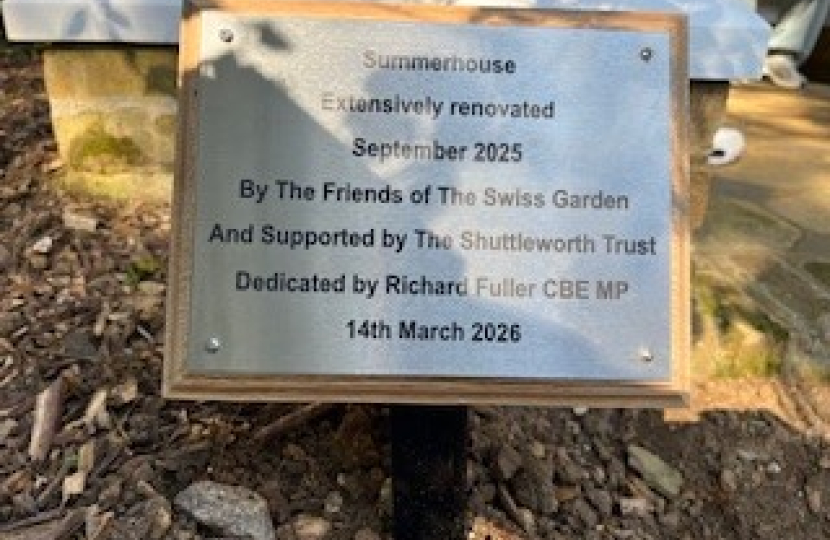 Summerhouse
Extensively renovated
September 2025
By The Friends of The Swiss Garden
And Supported by The Shuttleworth Trust
Dedicated by Richard Fuller CBE MP
14th March 2026